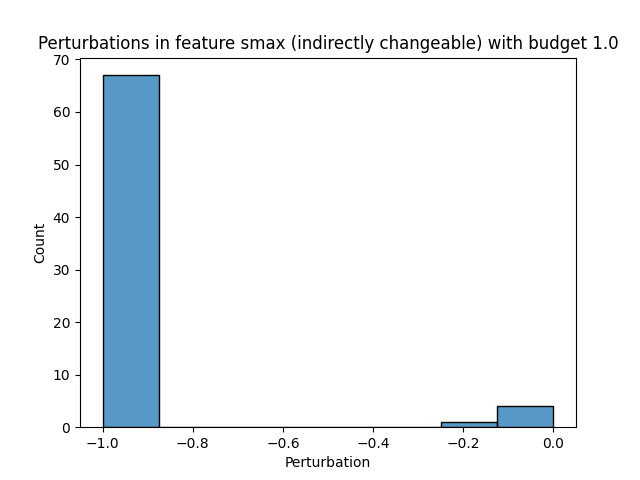 Perturbations in feature smax (indirectly changeable) with budget 1.0
70
60
50
40
30
20
10
0
Count
−1.0 −0.8 −0.6 −0.4 −0.2 0.0
Perturbation